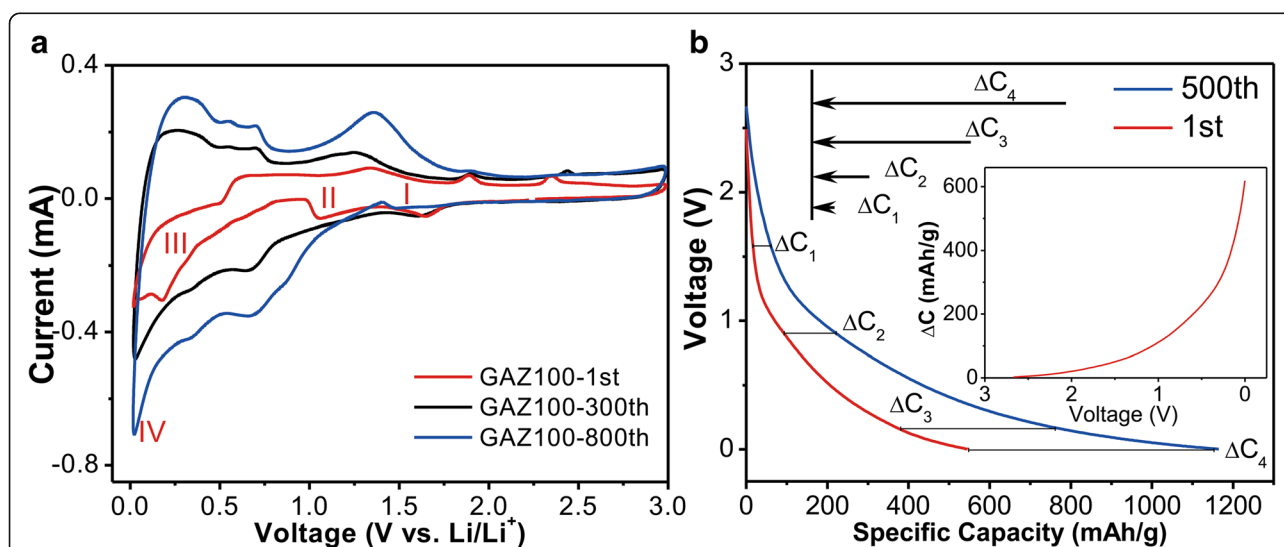 a
0.4
0.0
-0.4
-0.8
Current (mA)
I
II
III
IV
GAZ100-1st
GAZ100-300th
GAZ100-800th
0.0 0.5 1.0 1.5 2.0 2.5 3.0
Voltage (V vs. Li/Li⁺)
b
3
2
1
0
Voltage (V)
ΔC₄
ΔC₃
ΔC₂
ΔC₁
500th
1st
ΔC₁
ΔC₂
ΔC₃
ΔC₄
600
400
200
0
ΔC (mAh/g)
3 2 1 0
Voltage (V)
0 200 400 600 800 1000 1200
Specific Capacity (mAh/g)